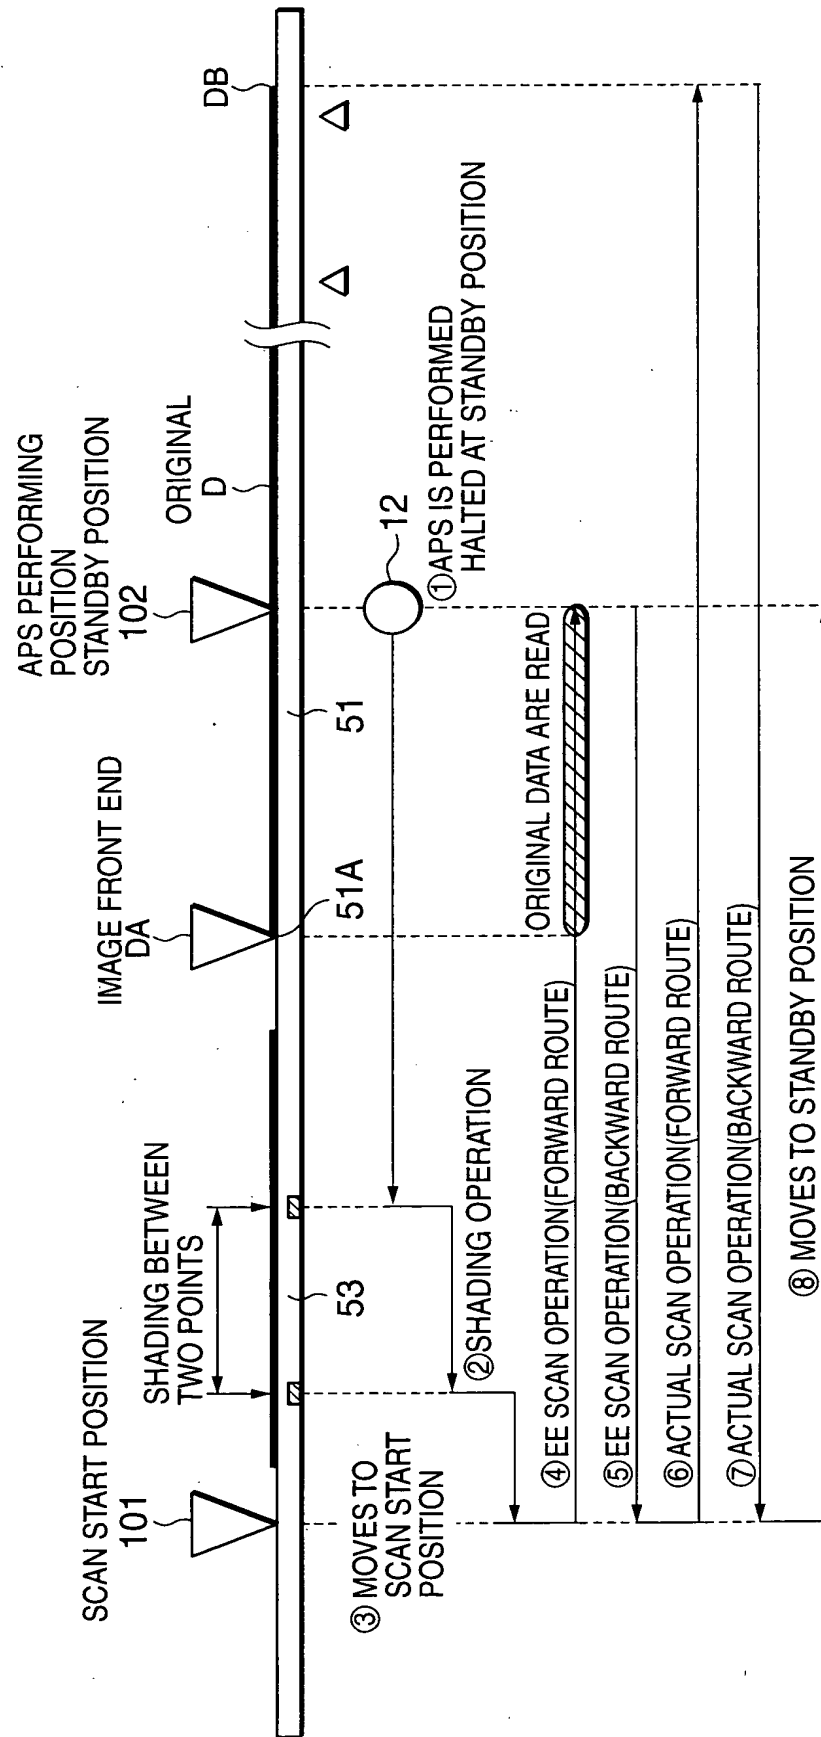 SCAN START POSITION
101
SHADING BETWEEN
TWO POINTS
IMAGE FRONT END
DA
APS PERFORMING
POSITION
STANDBY POSITION
102
ORIGINAL
D
DB
53
51A
51
12
①APS IS PERFORMED
HALTED AT STANDBY POSITION
②SHADING OPERATION
③MOVES TO
SCAN START
POSITION
ORIGINAL DATA ARE READ
④EE SCAN OPERATION(FORWARD ROUTE)
⑤EE SCAN OPERATION(BACKWARD ROUTE)
⑥ACTUAL SCAN OPERATION(FORWARD ROUTE)
⑦ACTUAL SCAN OPERATION(BACKWARD ROUTE)
⑧ MOVES TO STANDBY POSITION